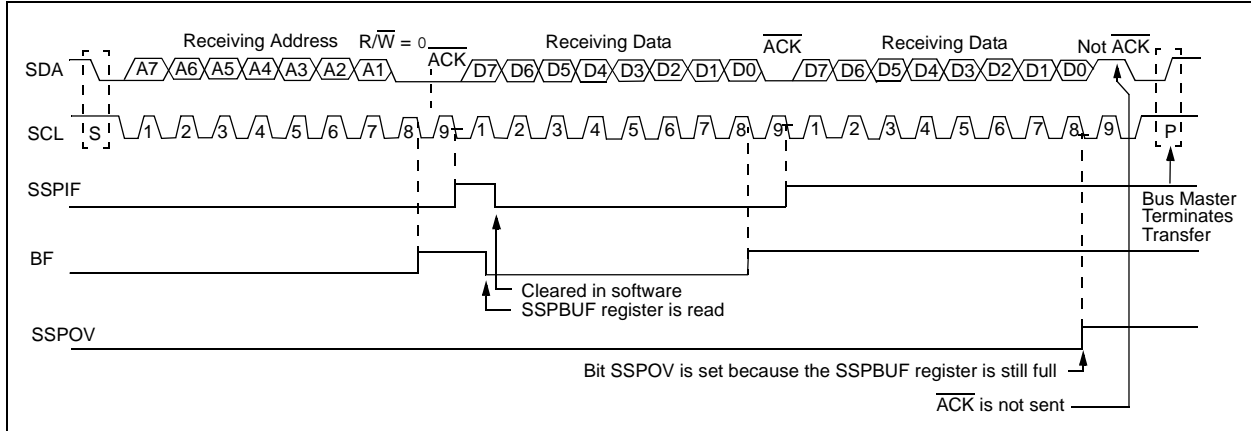 Receiving Address R/W = 0 ACK Receiving Data ACK Receiving Data Not ACK
SDA A7 A6 A5 A4 A3 A2 A1 D7 D6 D5 D4 D3 D2 D1 D0 D7 D6 D5 D4 D3 D2 D1 D0
SCL S 1 2 3 4 5 6 7 8 9 1 2 3 4 5 6 7 8 9 1 2 3 4 5 6 7 8 9 P
SSPIF
Bus Master
Terminates
Transfer
BF
Cleared in software
SSPBUF register is read
SSPOV
Bit SSPOV is set because the SSPBUF register is still full
ACK is not sent